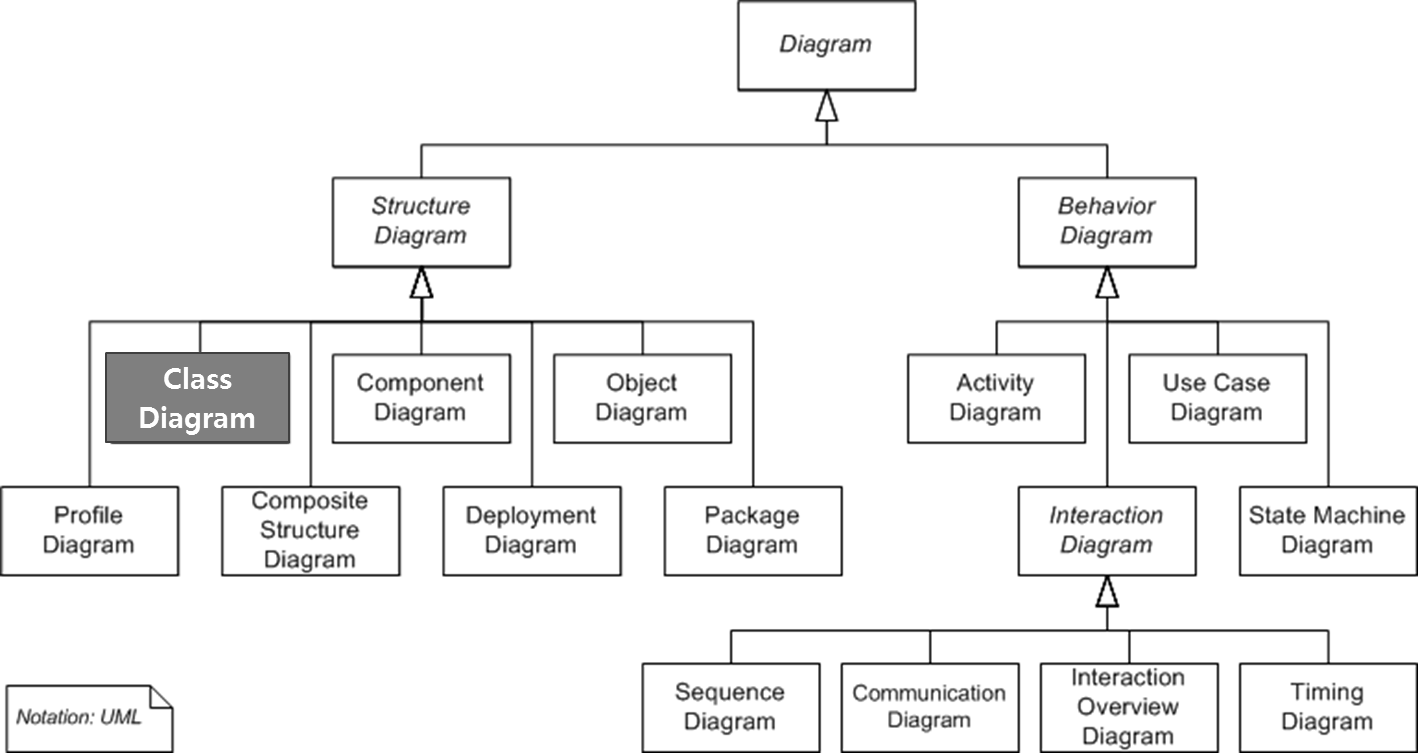 Diagram
Structure
Diagram
Behavior
Diagram
Class
Diagram
Component
Diagram
Object
Diagram
Activity
Diagram
Use Case
Diagram
Profile
Diagram
Composite
Structure
Diagram
Deployment
Diagram
Package
Diagram
Interaction
Diagram
State Machine
Diagram
Sequence
Diagram
Communication
Diagram
Interaction
Overview
Diagram
Timing
Diagram
Notation: UML